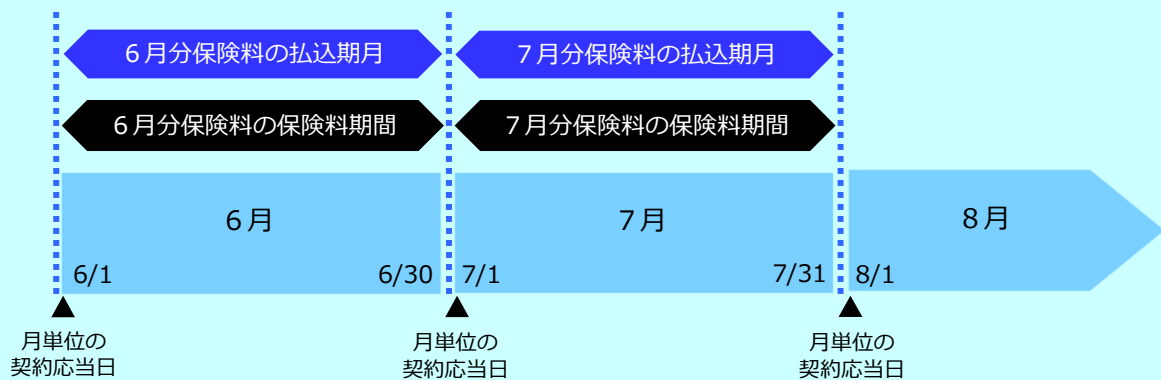 ６月分保険料の払込期月
７月分保険料の払込期月
６月分保険料の保険料期間
７月分保険料の保険料期間
６月
７月
８月
6/1
6/30
7/1
7/31
8/1
月単位の
契約応当日
月単位の
契約応当日
月単位の
契約応当日